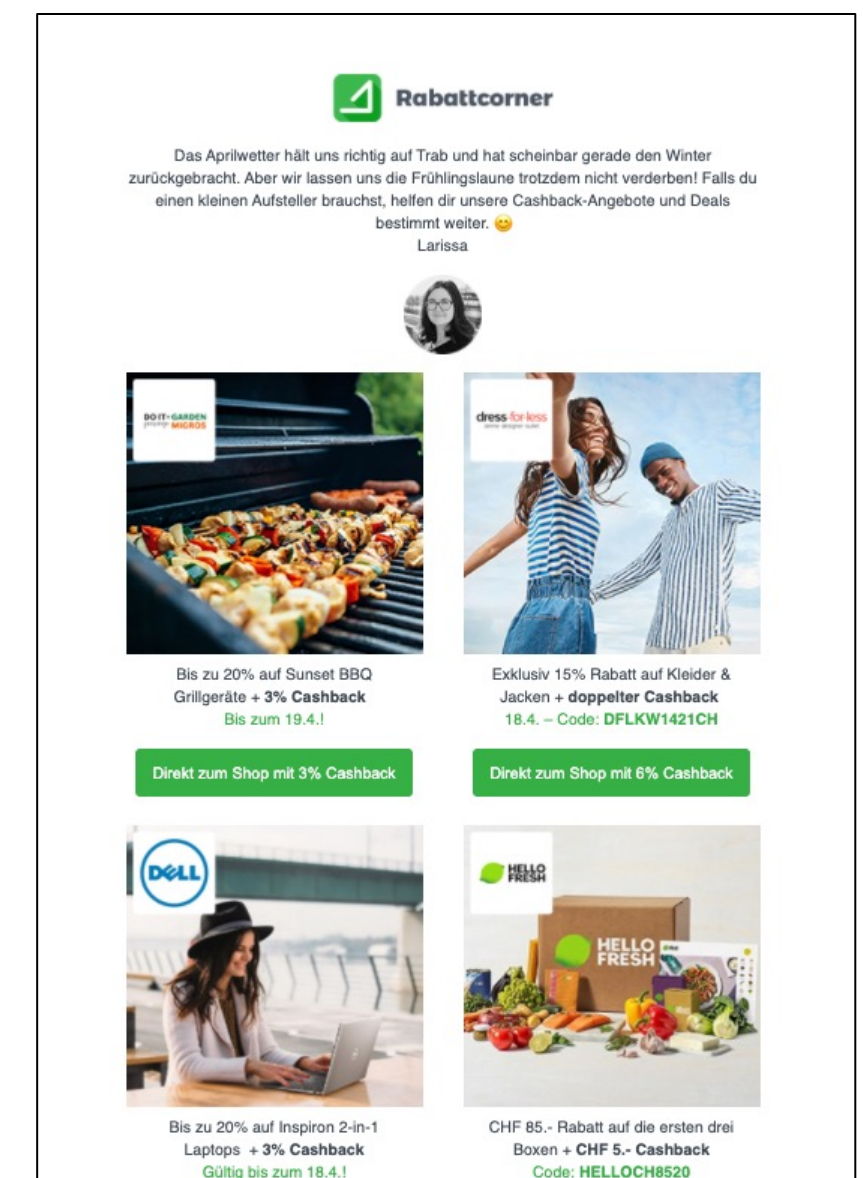 Rabattcorner
Das Aprilwetter hält uns richtig auf Trab und hat scheinbar gerade den Winter
zurückgebracht. Aber wir lassen uns die Frühlingslaune trotzdem nicht verderben! Falls du
einen kleinen Aufsteller brauchst, helfen dir unsere Cashback-Angebote und Deals
bestimmt weiter. 😊
Larissa
DO IT + GARDEN
MIGROS
dress-for-less
Bis zu 20% auf Sunset BBQ
Grillgeräte + 3% Cashback
Bis zum 19.4.!
Direkt zum Shop mit 3% Cashback
Exklusiv 15% Rabatt auf Kleider &
Jacken + doppelter Cashback
18.4. – Code: DFLKW1421CH
Direkt zum Shop mit 6% Cashback
DELL
HELLO
FRESH
HELLO
FRESH
Bis zu 20% auf Inspiron 2-in-1
Laptops + 3% Cashback
Gültig bis zum 18.4.!
CHF 85.- Rabatt auf die ersten drei
Boxen + CHF 5.- Cashback
Code: HELLOCH8520